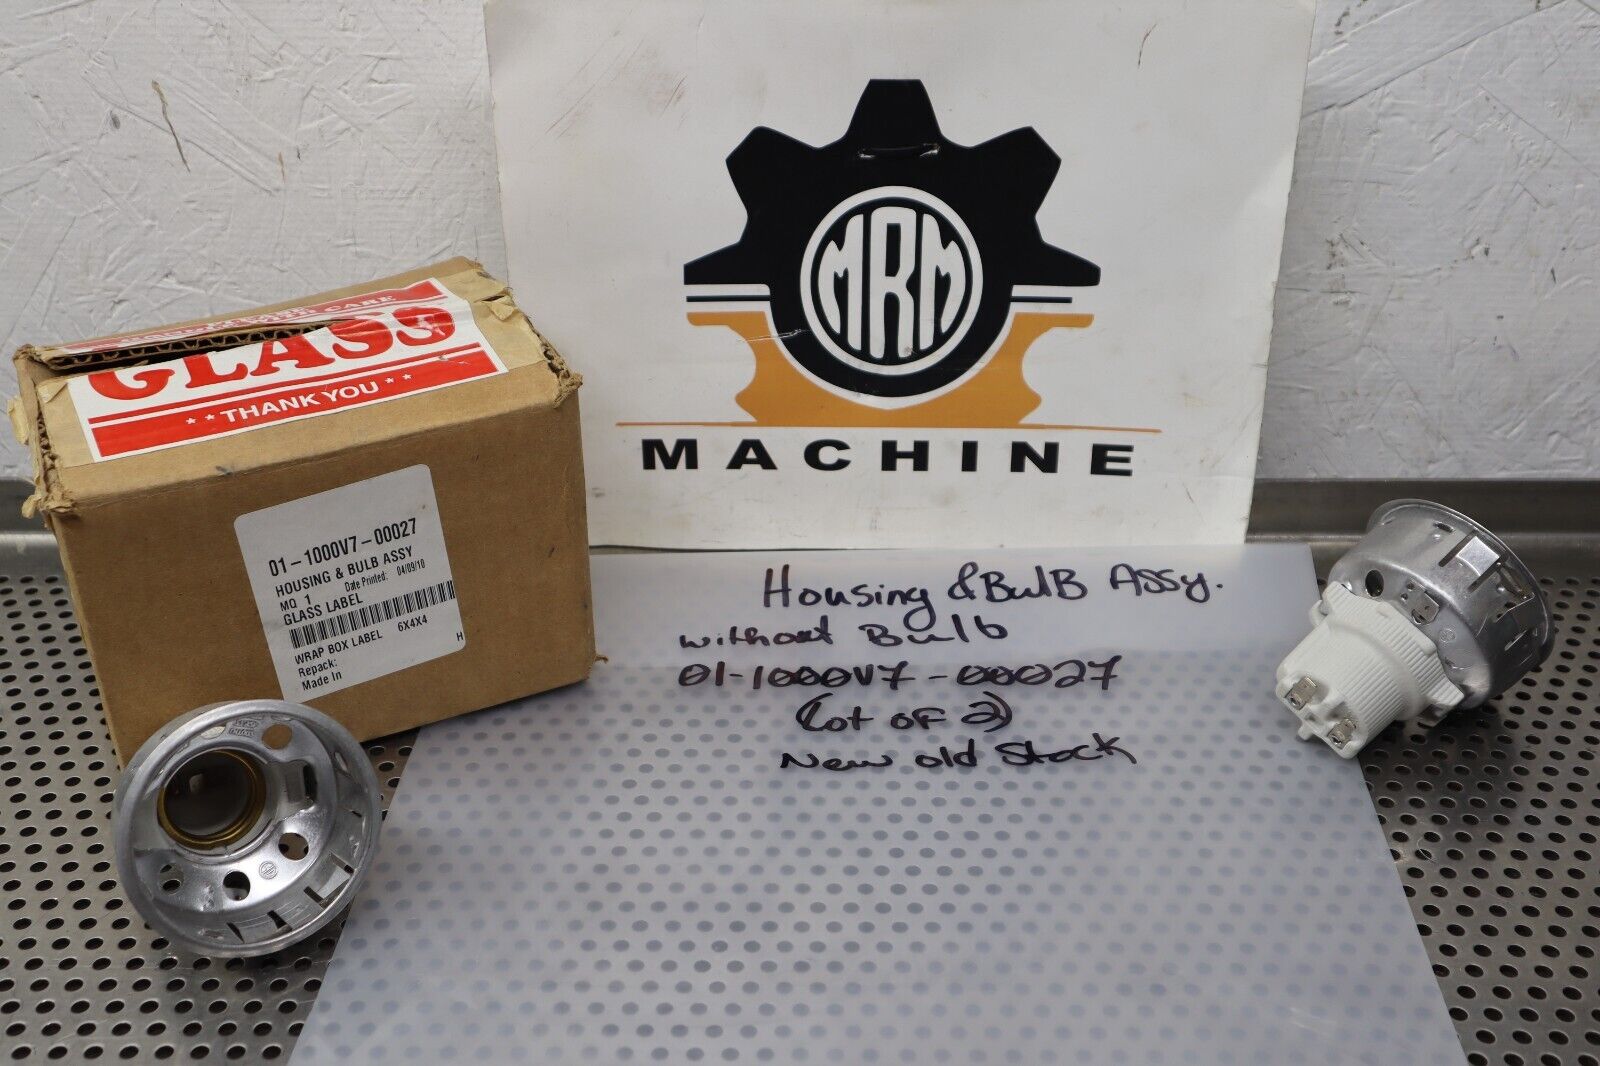 CARE
GLASS
* * THANK YOU * *
01-1000V7-00027
HOUSING & BULB ASSY
MQ 1 Date Printed: 04/09/10
GLASS LABEL
WRAP BOX LABEL 6X4X4 H
Repack:
Made In
MRM
MACHINE
Housing & BulB Assy.
without Bulb
01-1000V7-00027
(Lot of 2)
New old Stock